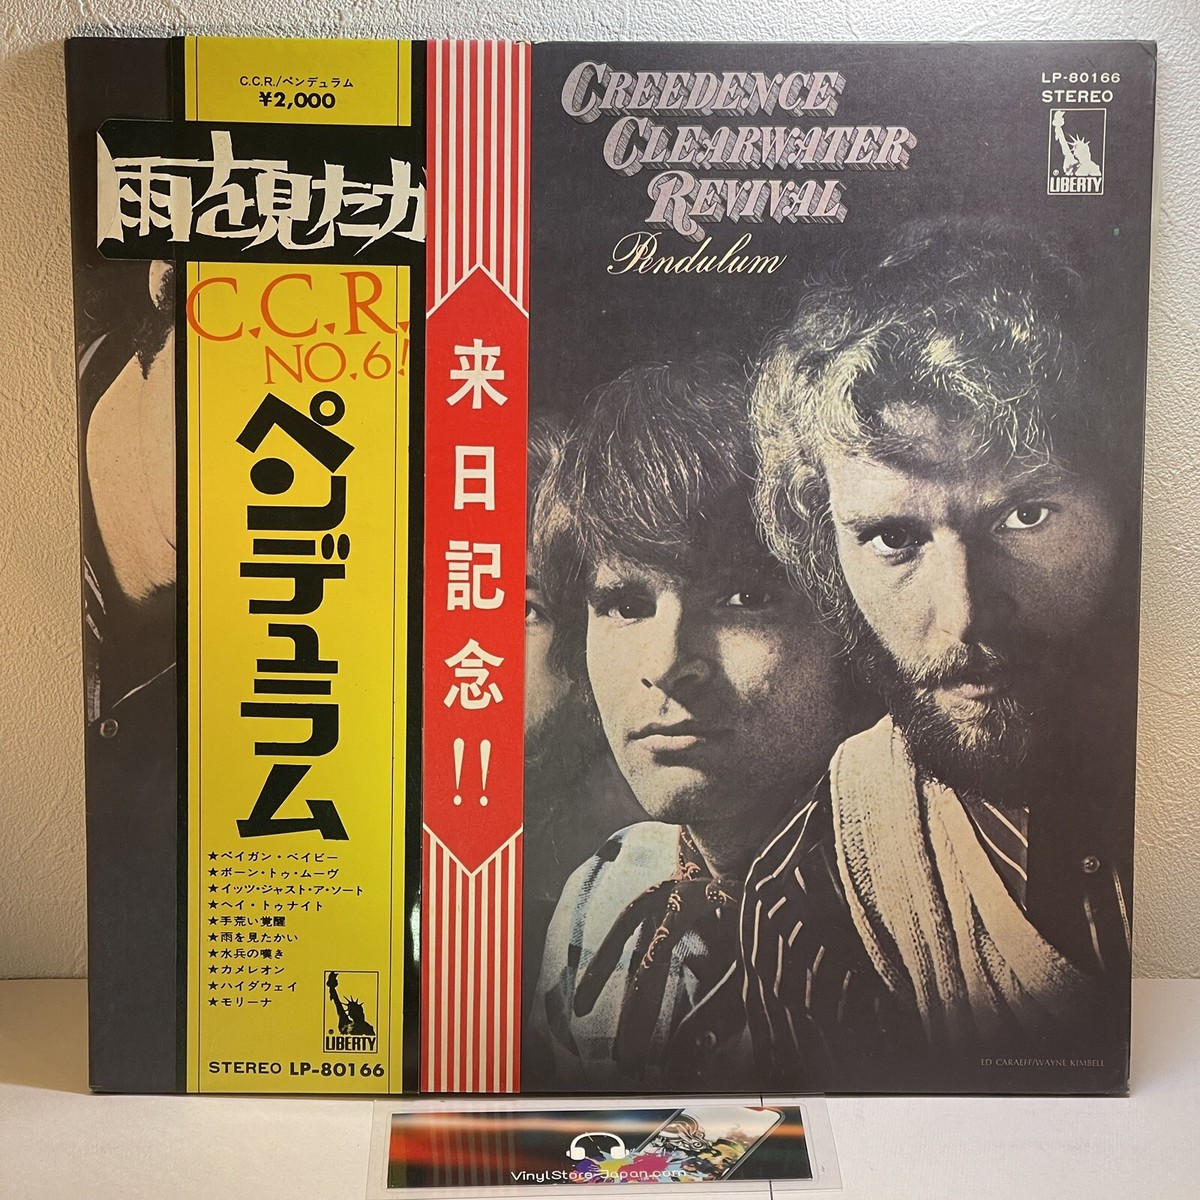 C.C.R./ペンデュラム
¥2,000
雨を見たか
C.C.R.
NO.6!
ペンデュラム
★ペイガン・ベイビー
★ボーン・トゥ・ムーヴ
★イッツ・ジャスト・ア・ソート
★ヘイ・トゥナイト
★手荒い覚醒
★雨を見たかい
★水兵の嘆き
★カメレオン
★ハイダウェイ
★モリーナ
LIBERTY
STEREO LP-80166
来日記念!!
CREEDENCE
CLEARWATER
REVIVAL
Pendulum
LP-80166
STEREO
LIBERTY
ED CARAEFF/WAYNE KIMBELL
VinylStore-Japan.com